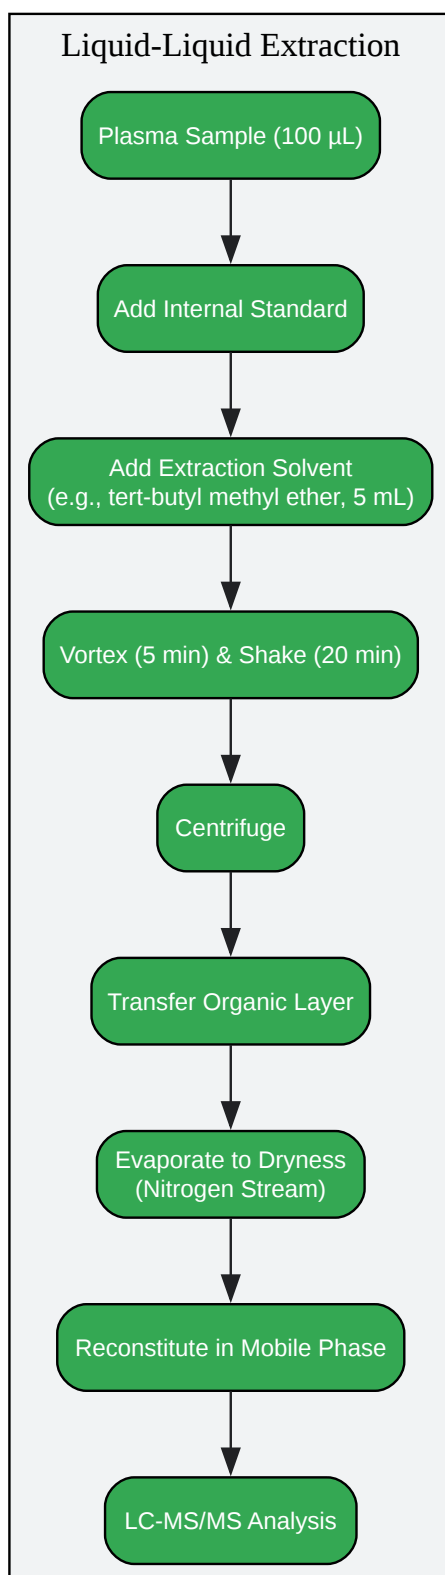 Liquid-Liquid Extraction
Plasma Sample (100 µL)
Add Internal Standard
Add Extraction Solvent
(e.g., tert-butyl methyl ether, 5 mL)
Vortex (5 min) & Shake (20 min)
Centrifuge
Transfer Organic Layer
Evaporate to Dryness
(Nitrogen Stream)
Reconstitute in Mobile Phase
LC-MS/MS Analysis